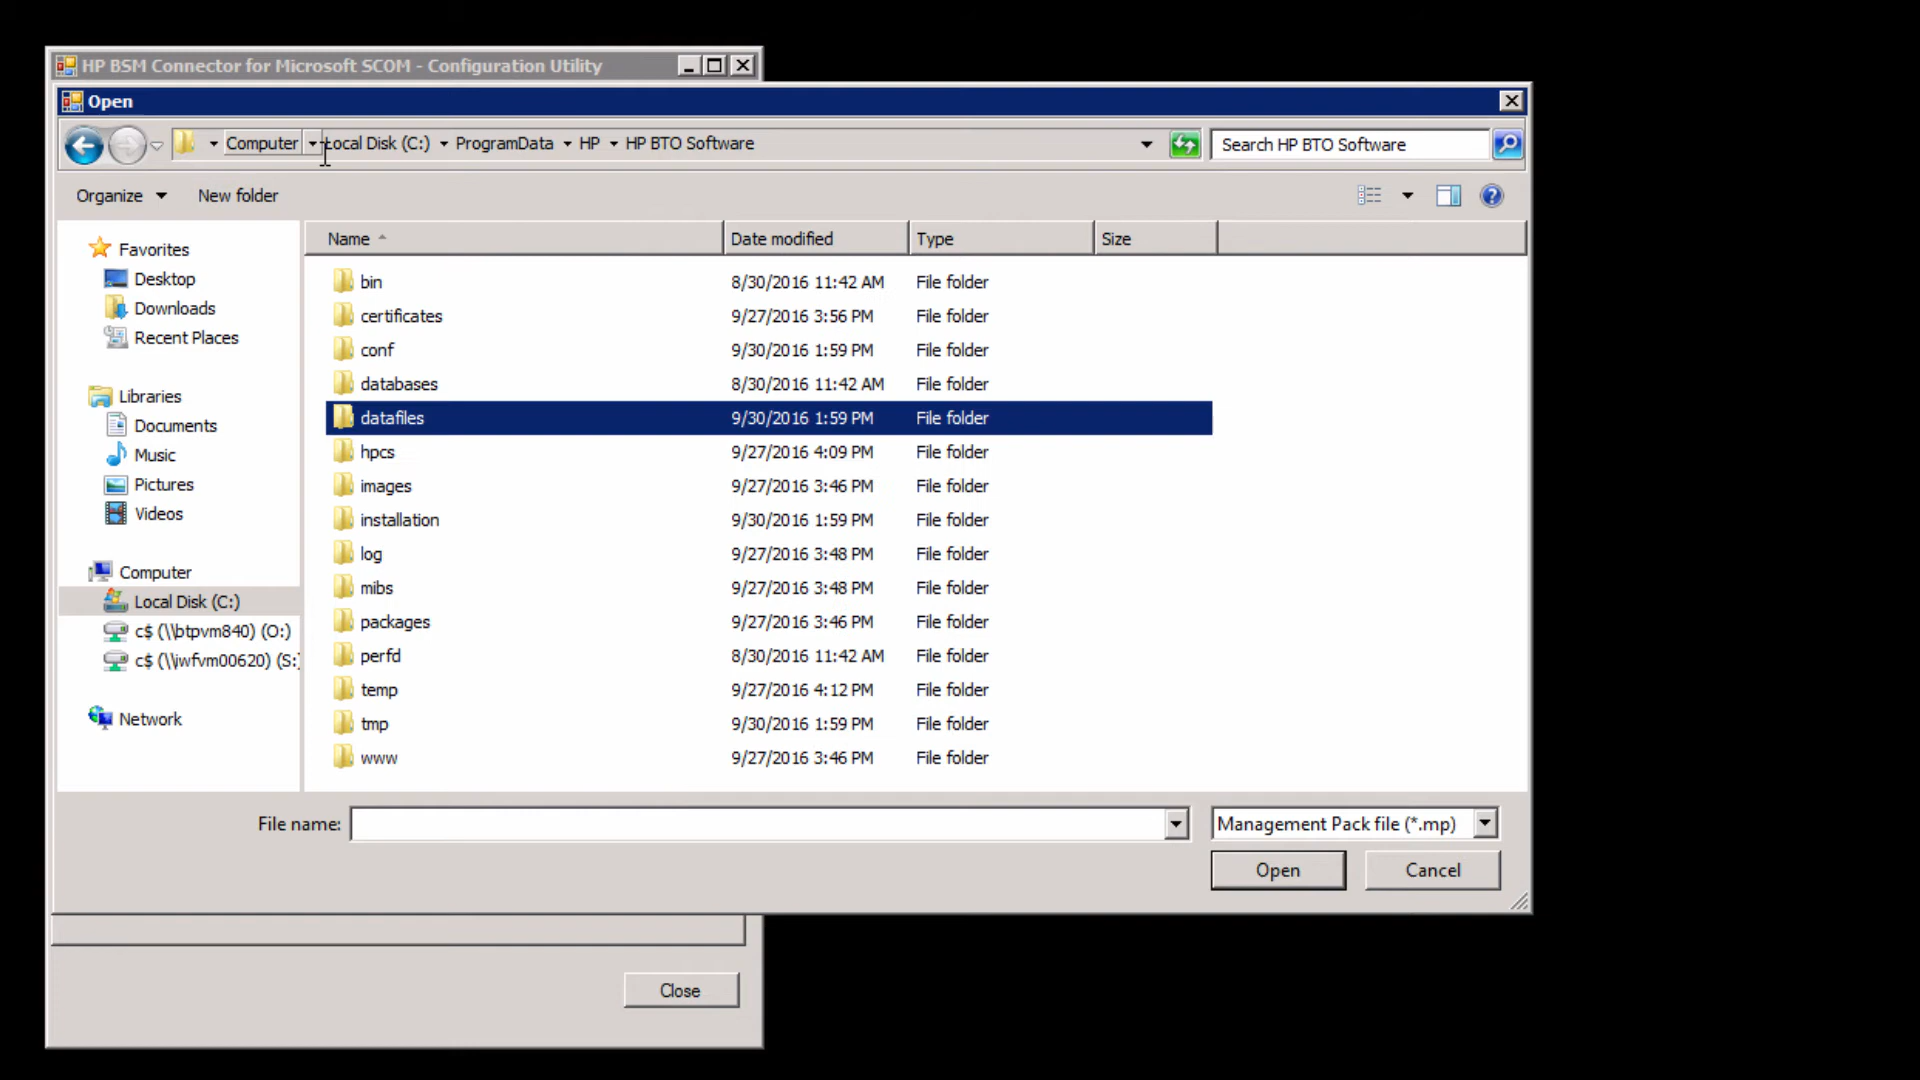 HP BSM Connector for Microsoft SCOM - Configuration Utility
Open
Computer Local Disk (C:) ProgramData HP HP BTO Software
Search HP BTO Software
Organize New folder
Name Date modified Type Size
Favorites
Desktop
Downloads
Recent Places
Libraries
Documents
Music
Pictures
Videos
Computer
Local Disk (C:)
c$ (\\btpvm840) (O:)
c$ (\\iwfvm00620) (S:)
Network
bin 8/30/2016 11:42 AM File folder
certificates 9/27/2016 3:56 PM File folder
conf 9/30/2016 1:59 PM File folder
databases 8/30/2016 11:42 AM File folder
datafiles 9/30/2016 1:59 PM File folder
hpcs 9/27/2016 4:09 PM File folder
images 9/27/2016 3:46 PM File folder
installation 9/30/2016 1:59 PM File folder
log 9/27/2016 3:48 PM File folder
mibs 9/27/2016 3:48 PM File folder
packages 9/27/2016 3:46 PM File folder
perfd 8/30/2016 11:42 AM File folder
temp 9/27/2016 4:12 PM File folder
tmp 9/30/2016 1:59 PM File folder
www 9/27/2016 3:46 PM File folder
File name: Management Pack file (*.mp)
Open Cancel
Close